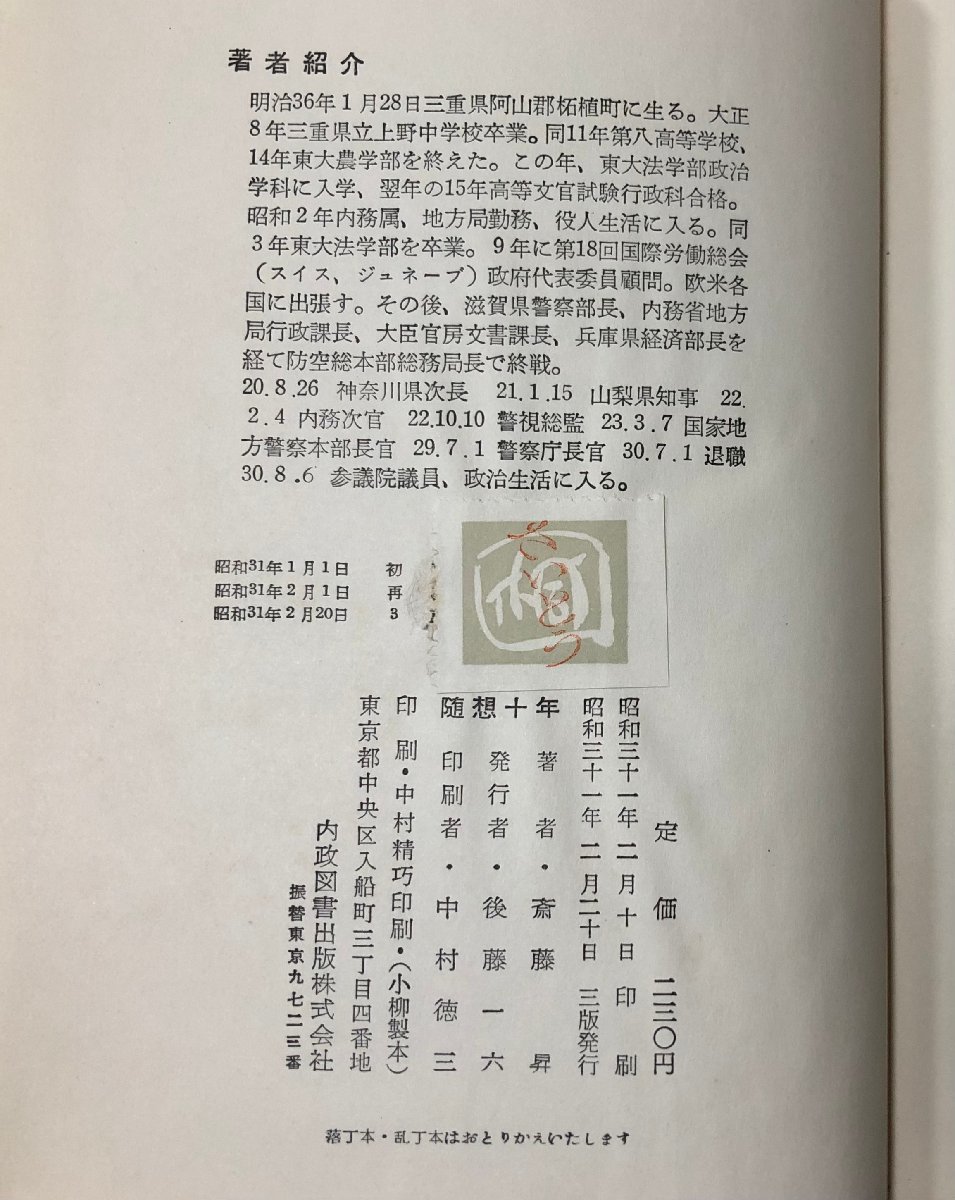 著者紹介
明治36年1月28日三重県阿山郡柘植町に生る。大正
8年三重県立上野中学校卒業。同11年第八高等学校、
14年東大農学部を終えた。この年、東大法学部政治
学科に入学、翌年の15年高等文官試験行政科合格。
昭和2年内務属、地方局勤務、役人生活に入る。同
3年東大法学部を卒業。9年に第18回国際労働総会
(スイス、ジュネーブ)政府代表委員顧問。欧米各
国に出張す。その後、滋賀県警察部長、内務省地方
局行政課長、大臣官房文書課長、兵庫県経済部長を
経て防空総本部総務局長で終戦。
20.8.26 神奈川県次長 21.1.15 山梨県知事 22.
2.4 内務次官 22.10.10 警視総監 23.3.7 国家地
方警察本部長官 29.7.1 警察庁長官 30.7.1 退職
30.8.6 参議院議員、政治生活に入る。
昭和31年1月1日 初
昭和31年2月1日 再
昭和31年2月20日 3
定価 二三〇円
昭和三十一年 二月 十日 印刷
昭和三十一年 二月二十日 三版発行
随想十年
著者・斎藤 昇
発行者・後藤一六
印刷者・中村徳三
印刷・中村精巧印刷・(小柳製本)
東京都中央区入船町三丁目四番地
内政図書出版株式会社
振替東京九七二三番
落丁本・乱丁本はおとりかえいたします